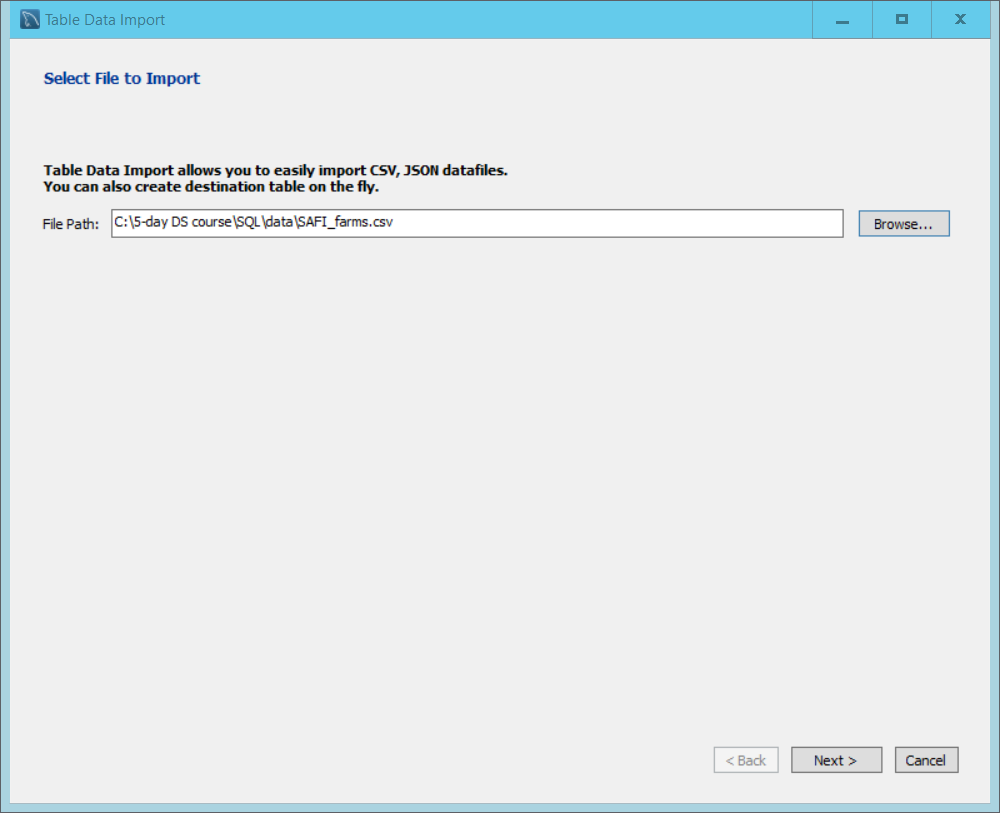 Table Data Import
Select File to Import
Table Data Import allows you to easily import CSV, JSON datafiles.
You can also create destination table on the fly.
File Path: C:\5-day DS course\SQL\data\SAFI_farms.csv Browse...
< Back Next > Cancel